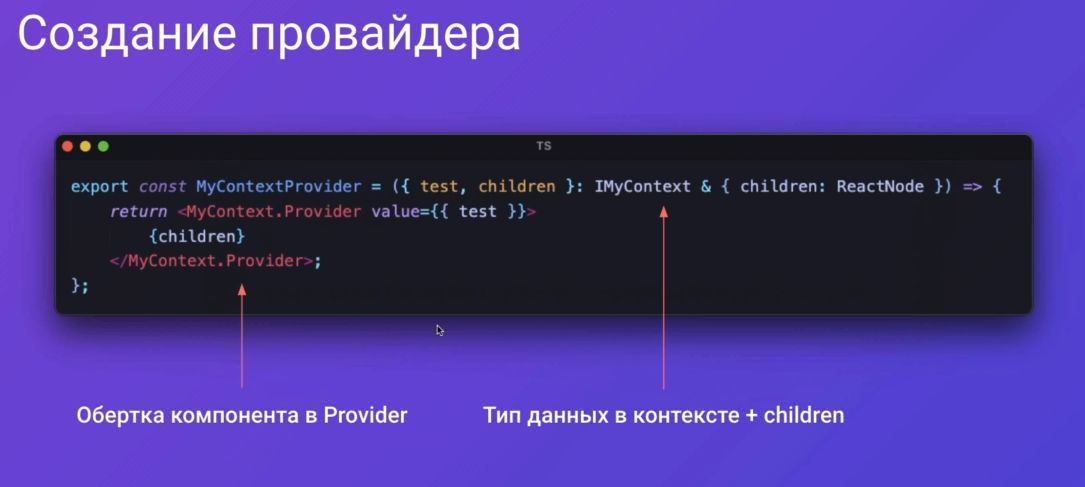 Создание провайдера
TS
export const MyContextProvider = ({ test, children }: IMyContext & { children: ReactNode }) => {
return <MyContext.Provider value={{ test }}>
{children}
</MyContext.Provider>;
};
Обертка компонента в Provider
Тип данных в контексте + children